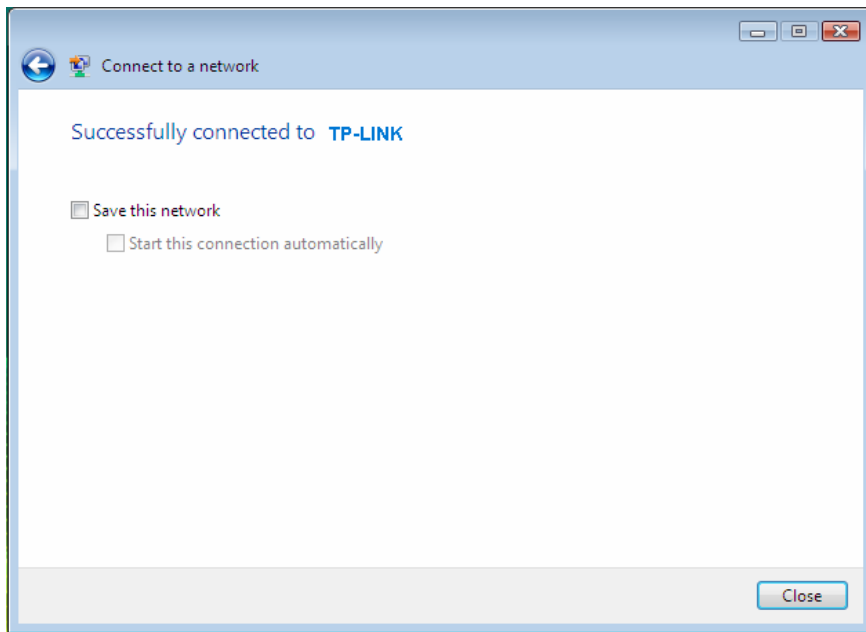 Connect to a network
Successfully connected to TP-LINK
Save this network
Start this connection automatically
Close